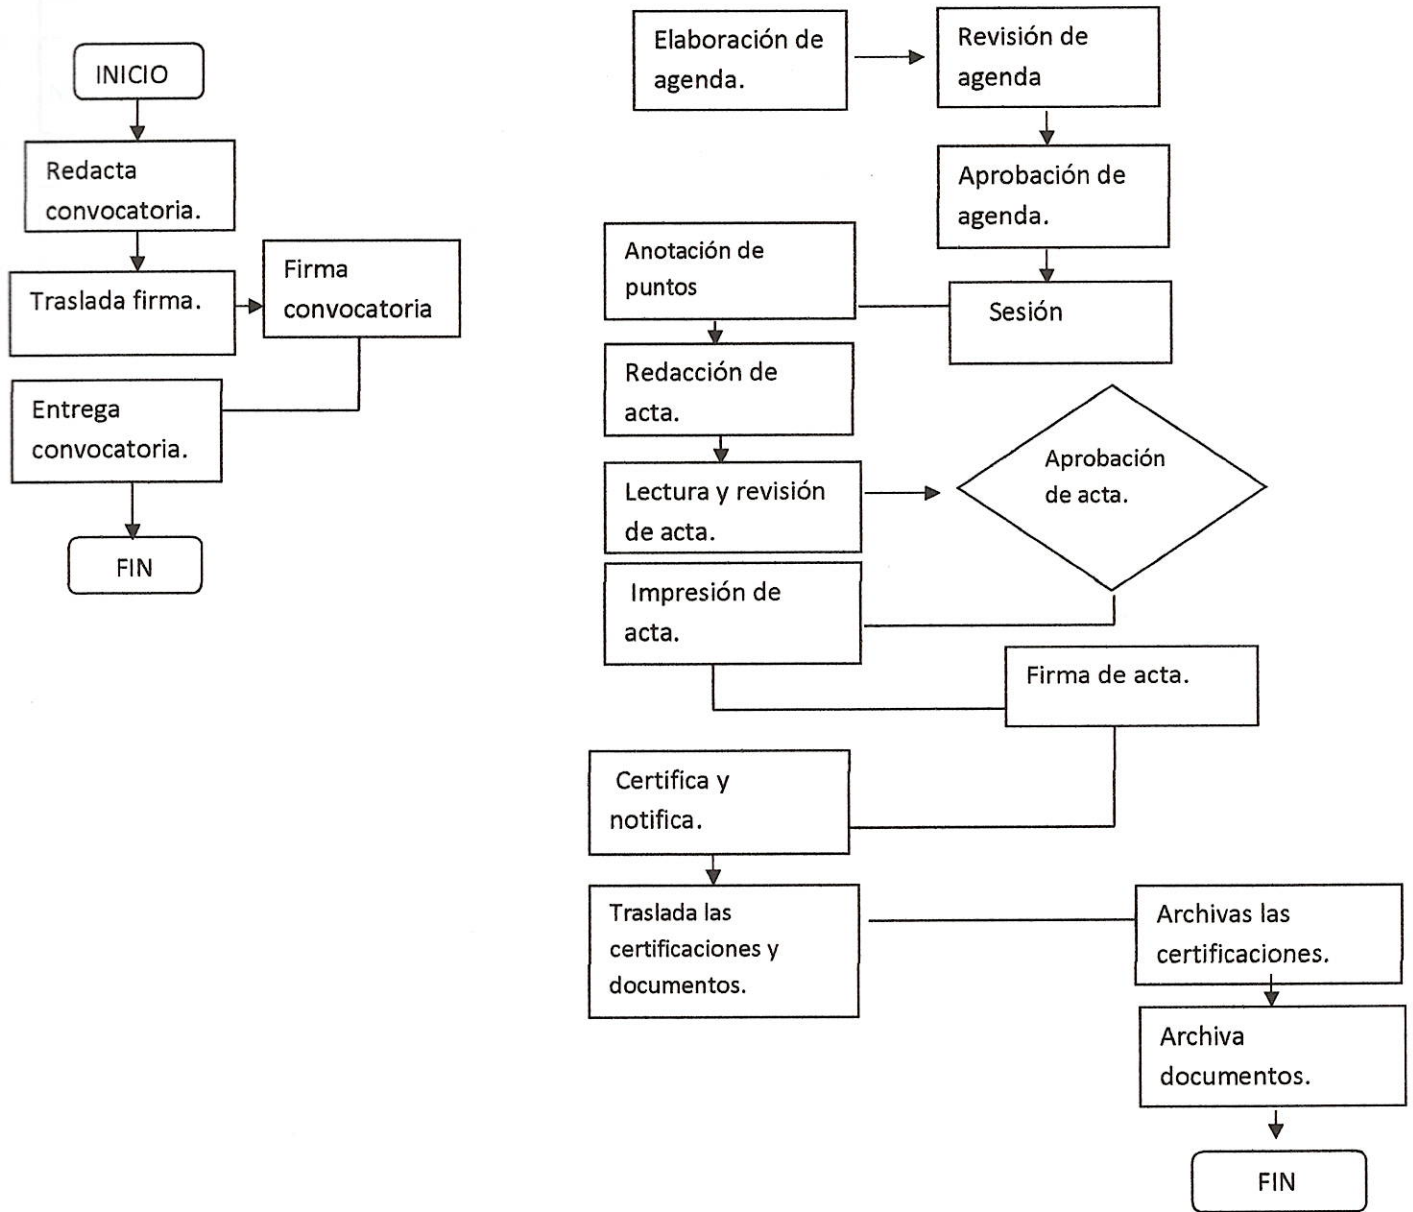 INICIO
Redacta
convocatoria.
Traslada firma.
Firma
convocatoria
Entrega
convocatoria.
FIN
Elaboración de
agenda.
Revisión de
agenda
Aprobación de
agenda.
Sesión
Anotación de
puntos
Redacción de
acta.
Lectura y revisión
de acta.
Aprobación
de acta.
Impresión de
acta.
Firma de acta.
Certifica y
notifica.
Traslada las
certificaciones y
documentos.
Archivas las
certificaciones.
Archiva
documentos.
FIN